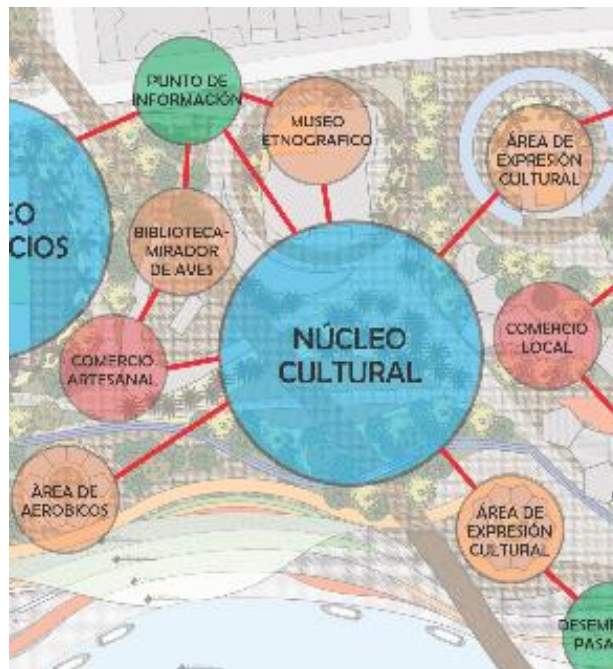 PUNTO DE
INFORMACIÓN
MUSEO
ETNOGRAFICO
ÁREA DE
EXPRESIÓN
CULTURAL
EO
CIOS
BIBLIOTECA-
MIRADOR
DE AVES
NÚCLEO
CULTURAL
COMERCIO
LOCAL
COMERCIO
ARTESANAL
ÀREA DE
AEROBICOS
ÁREA DE
EXPRESIÓN
CULTURAL
DESEM
PASA